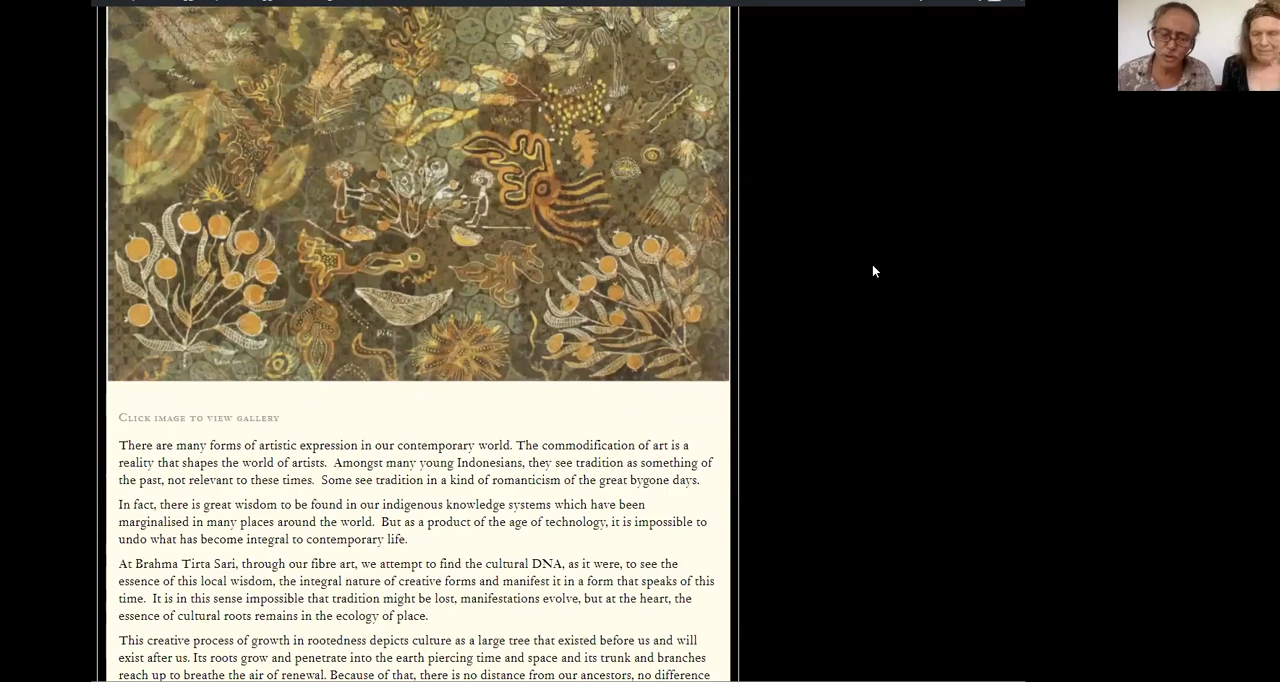 Click image to view gallery
There are many forms of artistic expression in our contemporary world. The commodification of art is a
reality that shapes the world of artists.  Amongst many young Indonesians, they see tradition as something of
the past, not relevant to these times.  Some see tradition in a kind of romanticism of the great bygone days.
In fact, there is great wisdom to be found in our indigenous knowledge systems which have been
marginalised in many places around the world.  But as a product of the age of technology, it is impossible to
undo what has become integral to contemporary life.
At Brahma Tirta Sari, through our fibre art, we attempt to find the cultural DNA, as it were, to see the
essence of this local wisdom, the integral nature of creative forms and manifest it in a form that speaks of this
time.  It is in this sense impossible that tradition might be lost, manifestations evolve, but at the heart, the
essence of cultural roots remains in the ecology of place.
This creative process of growth in rootedness depicts culture as a large tree that existed before us and will
exist after us. Its roots grow and penetrate into the earth piercing time and space and its trunk and branches
reach up to breathe the air of renewal. Because of that, there is no distance from our ancestors, no difference